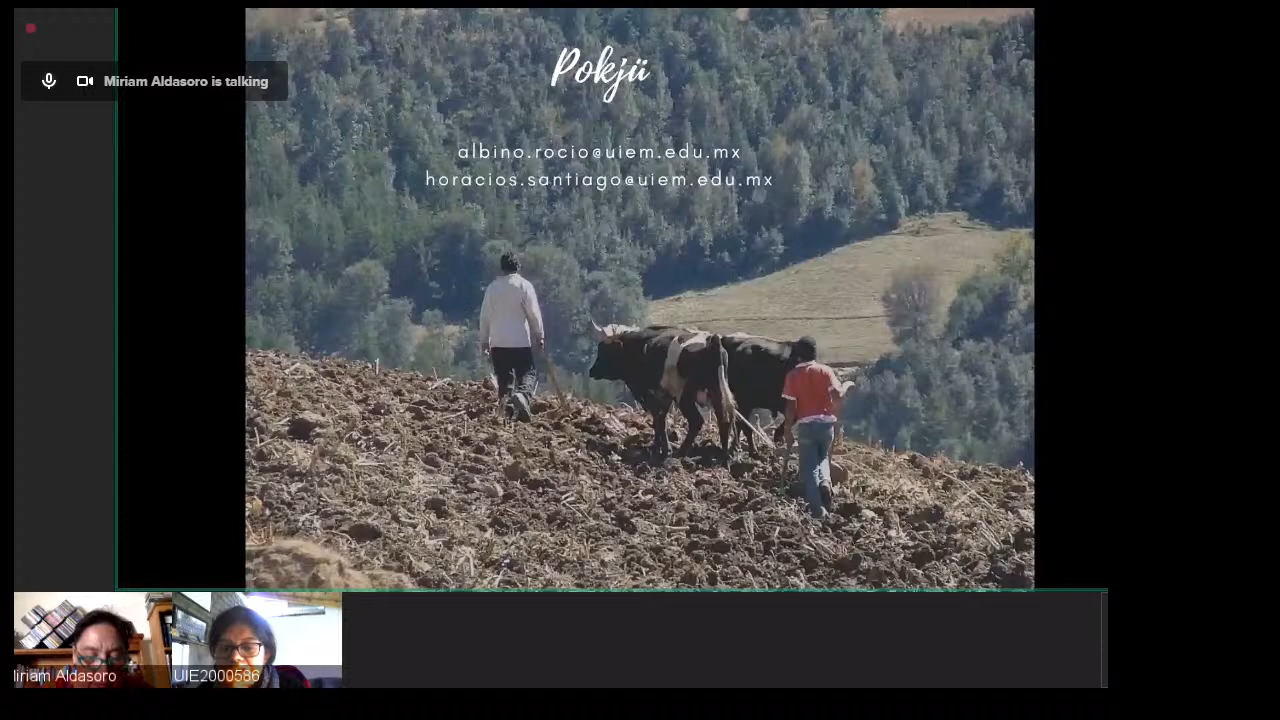 Pokjü
albino.rocio@uiem.edu.mx
horacios.santiago@uiem.edu.mx
Miriam Aldasoro is talking
iriam Aldasoro
UIE2000586